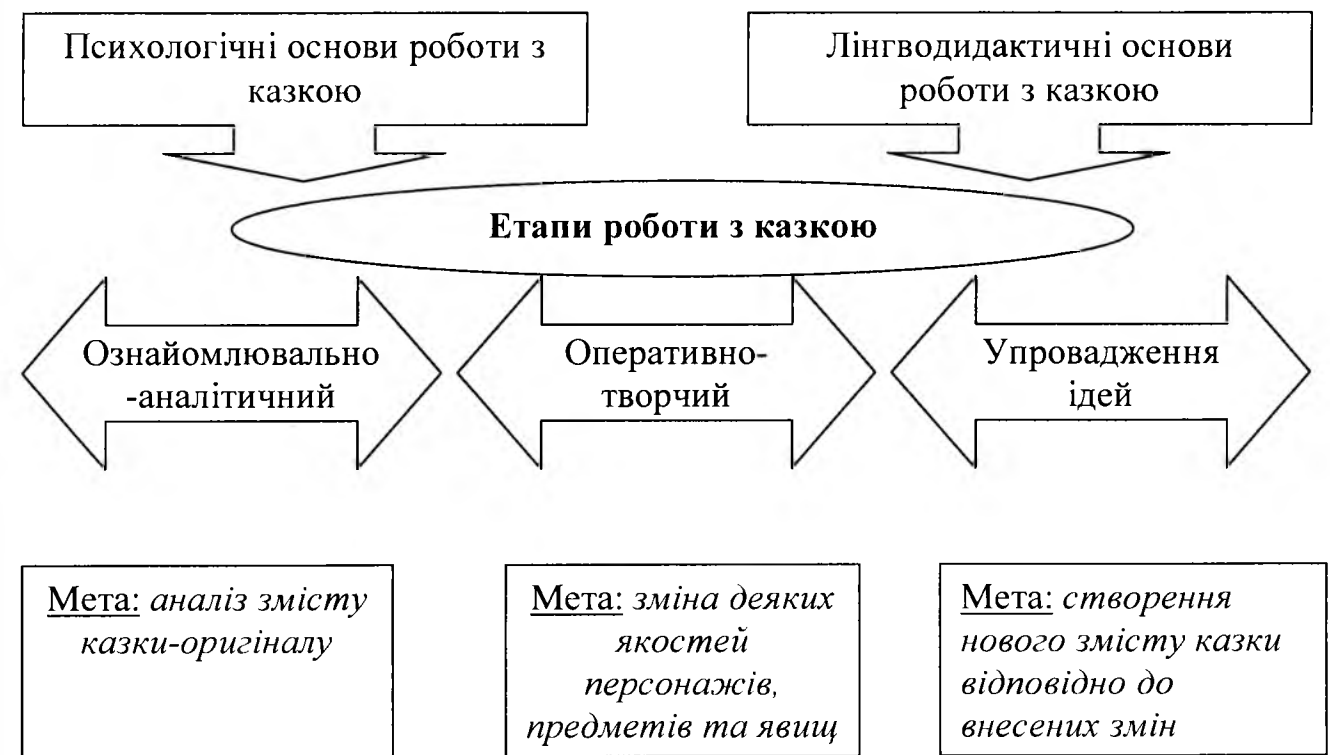 Психологічні основи роботи з
казкою
Лінгводидактичні основи
роботи з казкою
Етапи роботи з казкою
Ознайомлювально
-аналітичний
Оперативно-
творчий
Упровадження
ідей
Мета: аналіз змісту
казки-оригіналу
Мета: зміна деяких
якостей
персонажів,
предметів та явищ
Мета: створення
нового змісту казки
відповідно до
внесених змін